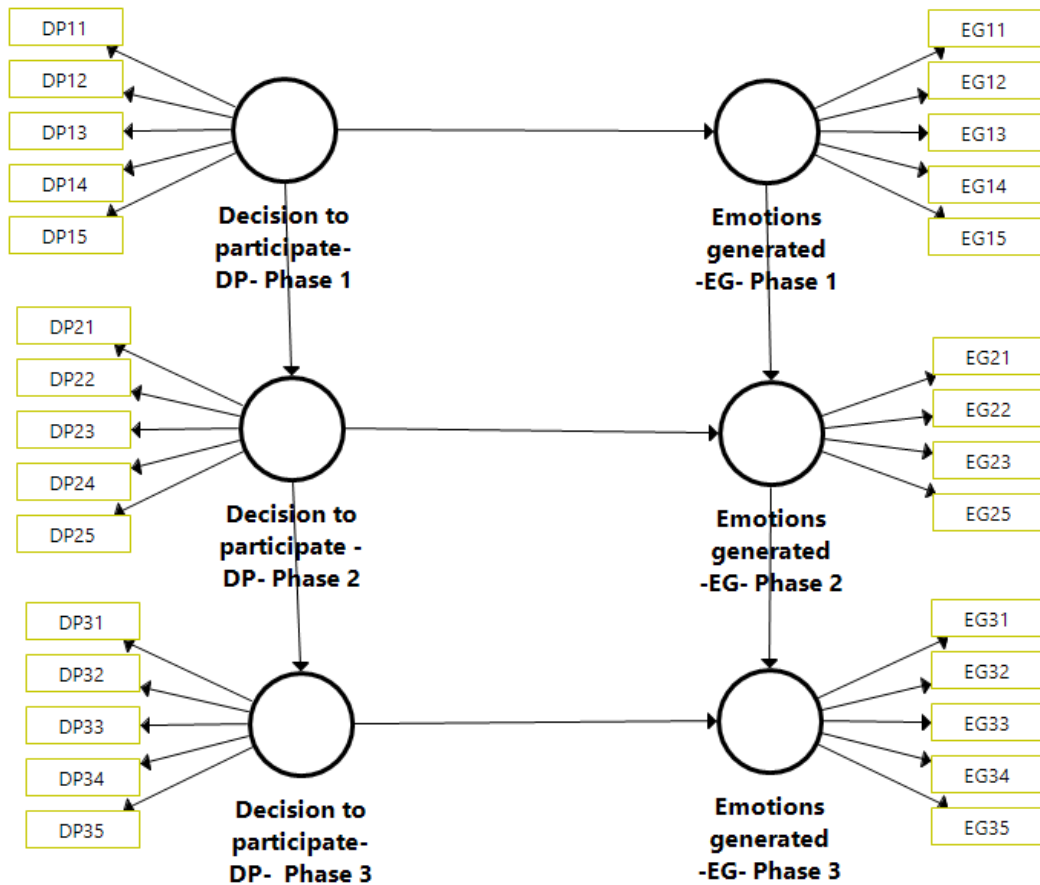 DP11
DP12
DP13
DP14
DP15
EG11
EG12
EG13
EG14
EG15
Decision to
participate-
DP- Phase 1
Emotions
generated
-EG- Phase 1
DP21
DP22
DP23
DP24
DP25
EG21
EG22
EG23
EG25
Decision to
participate -
DP- Phase 2
Emotions
generated
-EG- Phase 2
DP31
DP32
DP33
DP34
DP35
EG31
EG32
EG33
EG34
EG35
Decision to
participate-
DP-  Phase 3
Emotions
generated
-EG- Phase 3